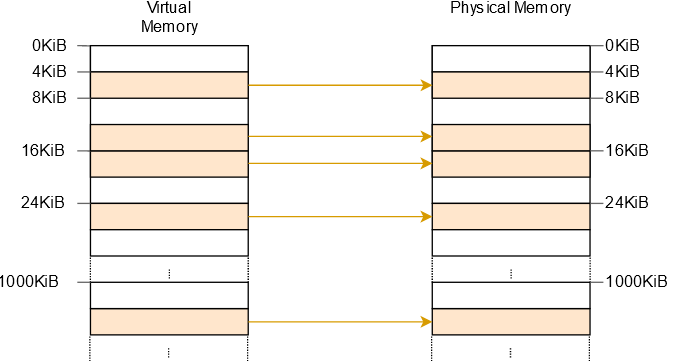 Virtual
Memory
Physical Memory
0KiB
0KiB
4KiB
4KiB
8KiB
8KiB
16KiB
16KiB
24KiB
24KiB
1000KiB
1000KiB